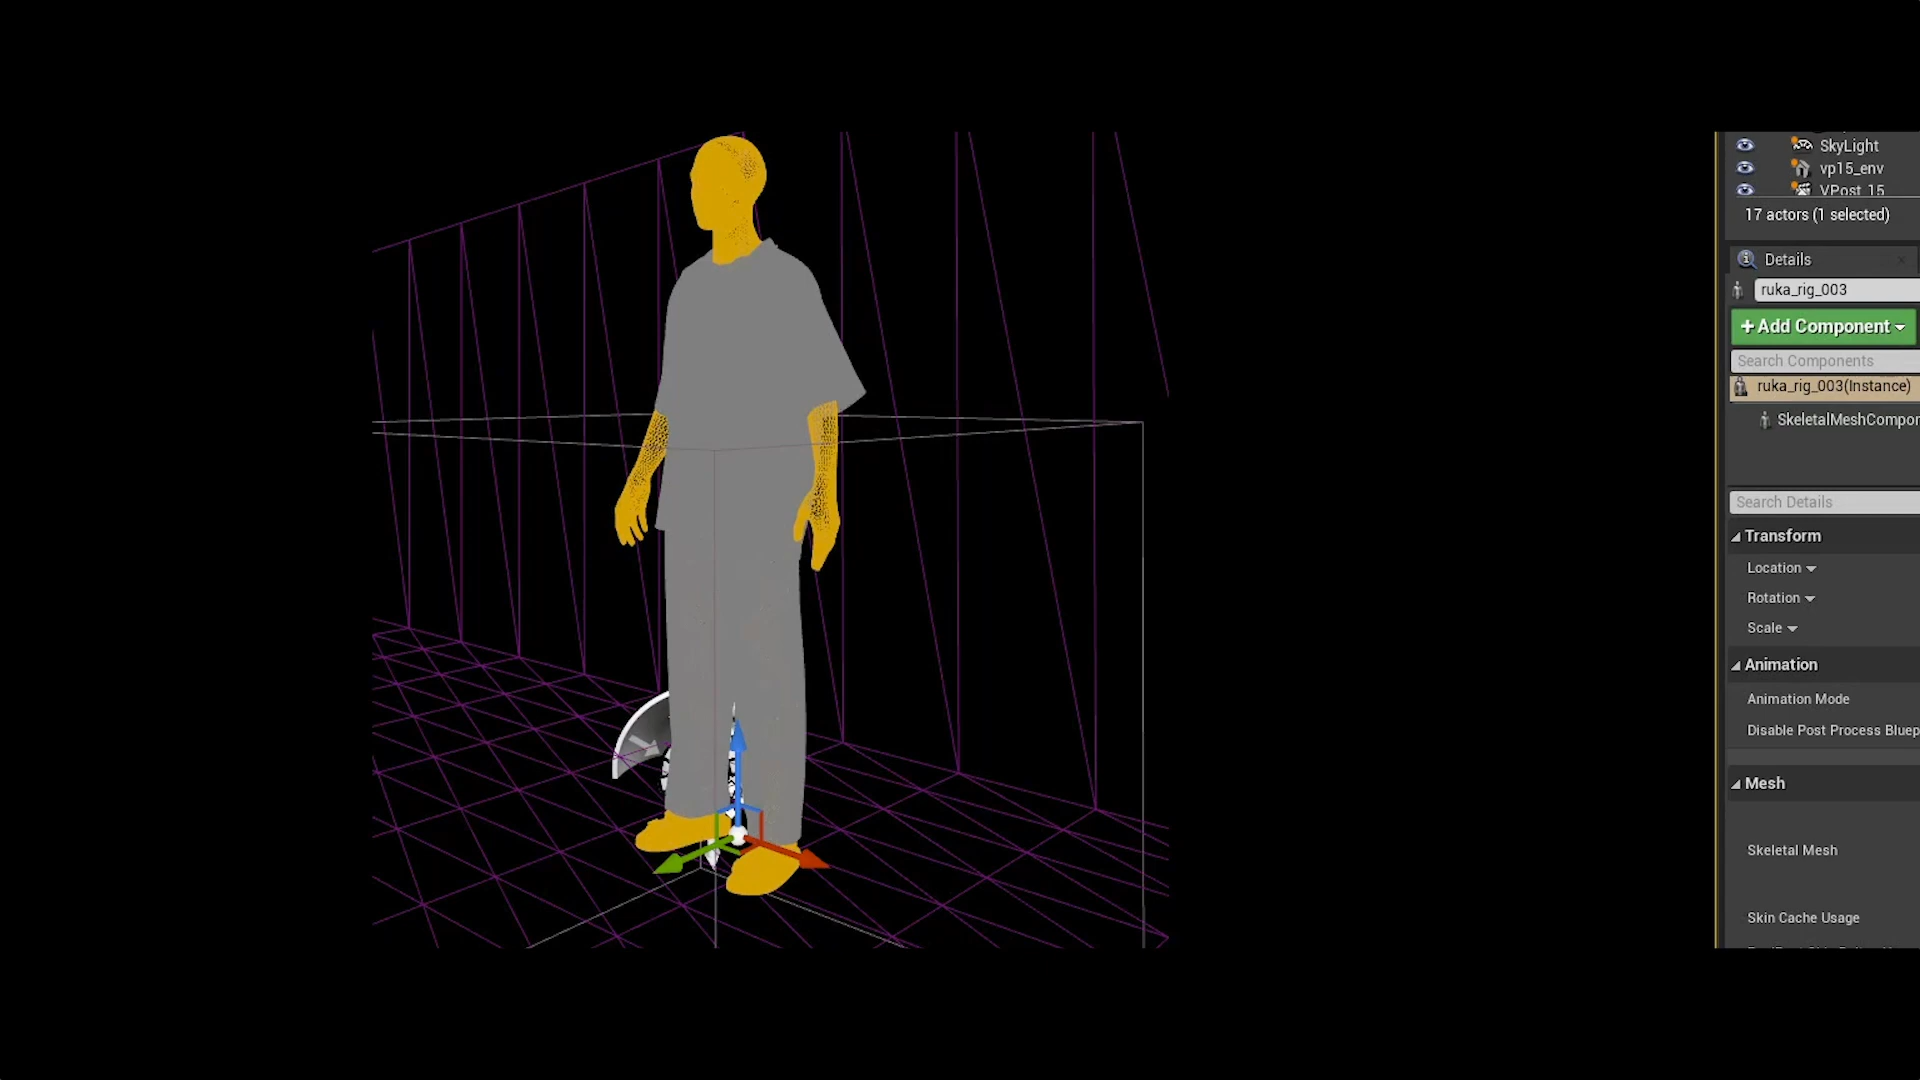 SkyLight
vp15_env
VPost_15
17 actors (1 selected)
Details
ruka_rig_003
+Add Component
Search Components
ruka_rig_003(Instance)
SkeletalMeshCompor
Search Details
Transform
Location
Rotation
Scale
Animation
Animation Mode
Disable Post Process Bluep
Mesh
Skeletal Mesh
Skin Cache Usage